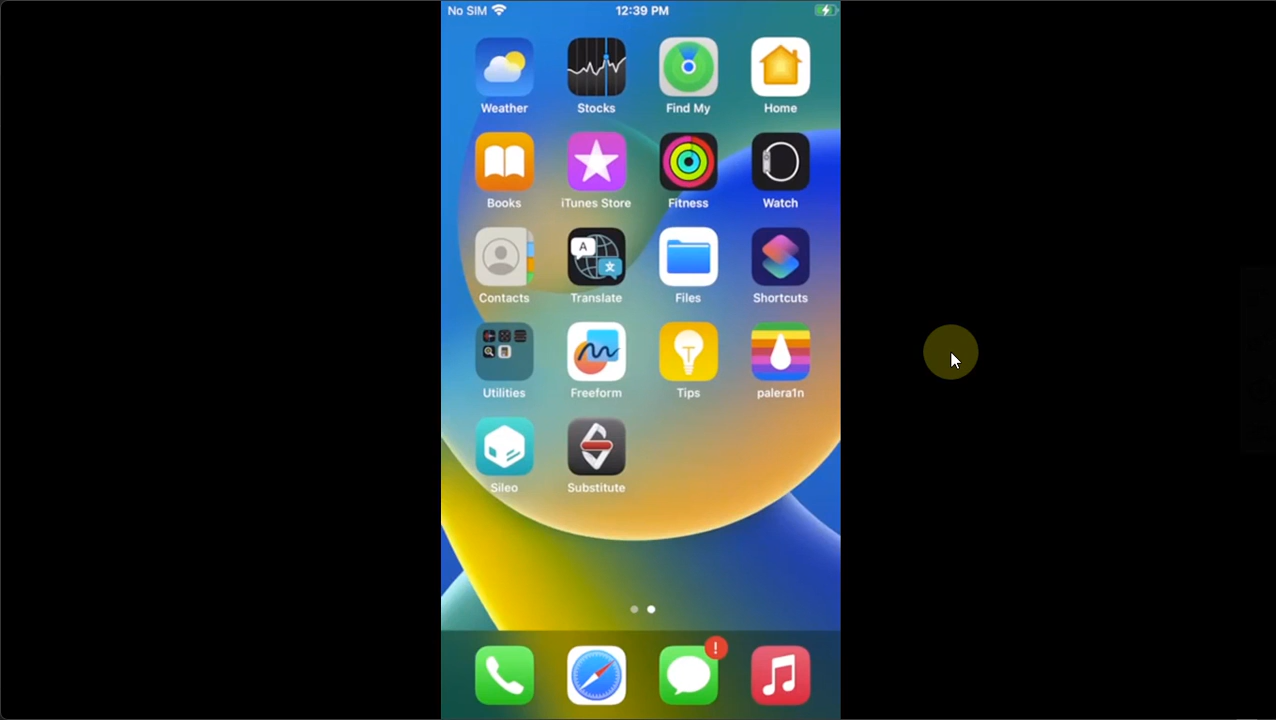 No SIM 12:39 PM
Weather Stocks Find My Home
Books iTunes Store Fitness Watch
A 文
Contacts Translate Files Shortcuts
T
Utilities Freeform Tips palera1n
Sileo Substitute
!